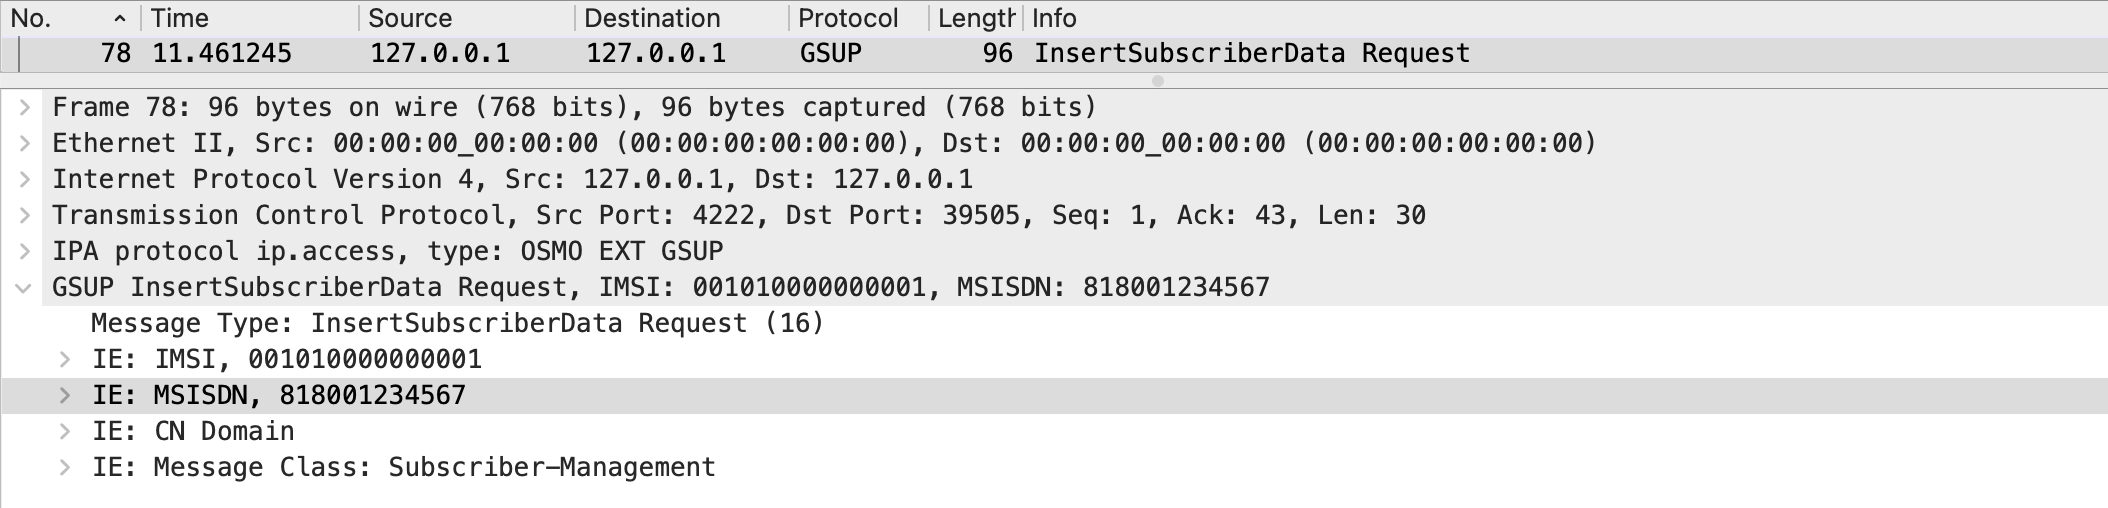 No. Time Source Destination Protocol Length Info
78 11.461245 127.0.0.1 127.0.0.1 GSUP 96 InsertSubscriberData Request
Frame 78: 96 bytes on wire (768 bits), 96 bytes captured (768 bits)
Ethernet II, Src: 00:00:00_00:00:00 (00:00:00:00:00:00), Dst: 00:00:00_00:00:00 (00:00:00:00:00:00)
Internet Protocol Version 4, Src: 127.0.0.1, Dst: 127.0.0.1
Transmission Control Protocol, Src Port: 4222, Dst Port: 39505, Seq: 1, Ack: 43, Len: 30
IPA protocol ip.access, type: OSMO EXT GSUP
GSUP InsertSubscriberData Request, IMSI: 001010000000001, MSISDN: 818001234567
Message Type: InsertSubscriberData Request (16)
IE: IMSI, 001010000000001
IE: MSISDN, 818001234567
IE: CN Domain
IE: Message Class: Subscriber-Management